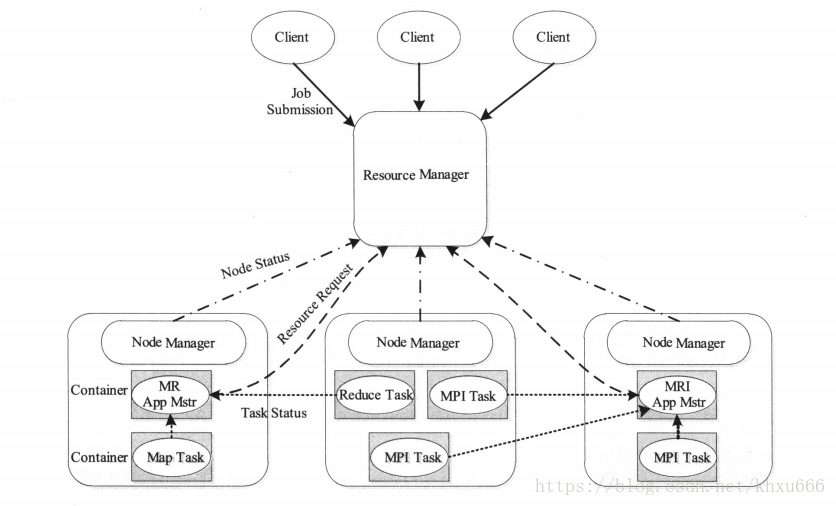 Client
Client
Client
Job
Submission
Resource Manager
Node Status
Resource Request
Node Manager
Node Manager
Node Manager
Container
MR
App Mstr
Reduce Task
MPI Task
MRI
App Mstr
Task Status
Container
Map Task
MPI Task
MPI Task
https://blog.csdn.net/khxu666